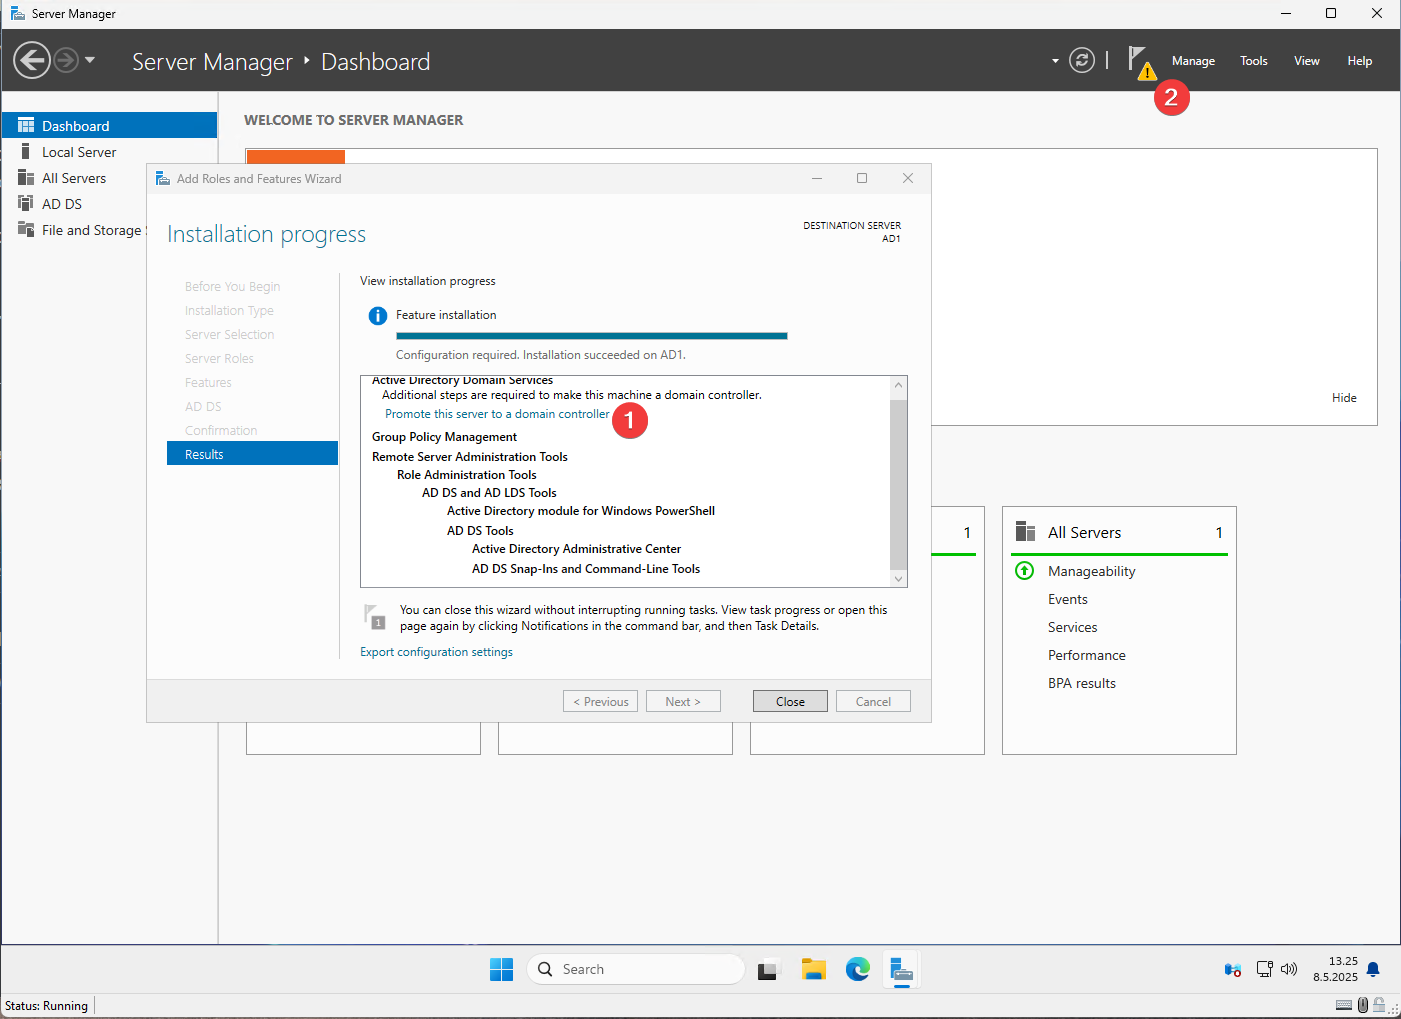 Server Manager
Server Manager ‣ Dashboard
Manage Tools View Help
2
Dashboard
Local Server
All Servers
AD DS
File and Storage
WELCOME TO SERVER MANAGER
Hide
Add Roles and Features Wizard
Installation progress
DESTINATION SERVER
AD1
Before You Begin
Installation Type
Server Selection
Server Roles
Features
AD DS
Confirmation
Results
View installation progress
Feature installation
Configuration required. Installation succeeded on AD1.
Active Directory Domain Services
Additional steps are required to make this machine a domain controller.
Promote this server to a domain controller
1
Group Policy Management
Remote Server Administration Tools
Role Administration Tools
AD DS and AD LDS Tools
Active Directory module for Windows PowerShell
AD DS Tools
Active Directory Administrative Center
AD DS Snap-Ins and Command-Line Tools
1
You can close this wizard without interrupting running tasks. View task progress or open this
page again by clicking Notifications in the command bar, and then Task Details.
Export configuration settings
< Previous Next > Close Cancel
1
All Servers 1
Manageability
Events
Services
Performance
BPA results
Search
13.25
8.5.2025
Status: Running